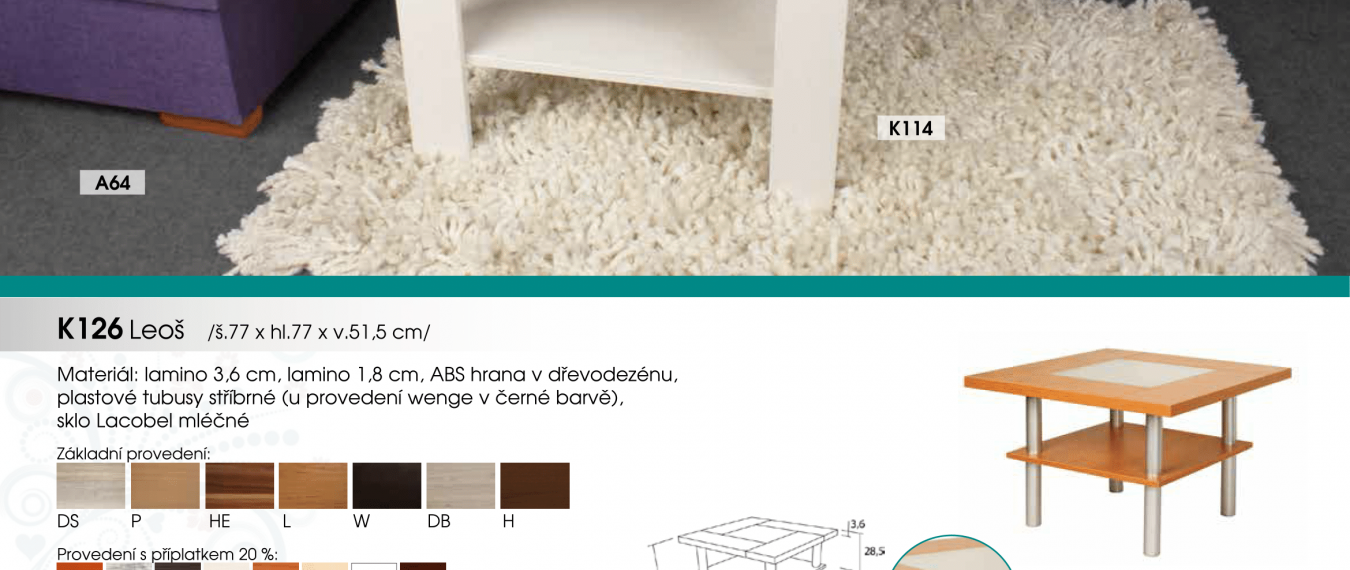 K114
A64
K126 Leoš /š.77 x hl.77 x v.51,5 cm/
Materiál: lamino 3,6 cm, lamino 1,8 cm, ABS hrana v dřevodezénu,
plastové tubusy stříbrné (u provedení wenge v černé barvě),
sklo Lacobel mléčné
Základní provedení:
DS P HE L W DB H
3,6
28,5
Provedení s příplatkem 20 %: